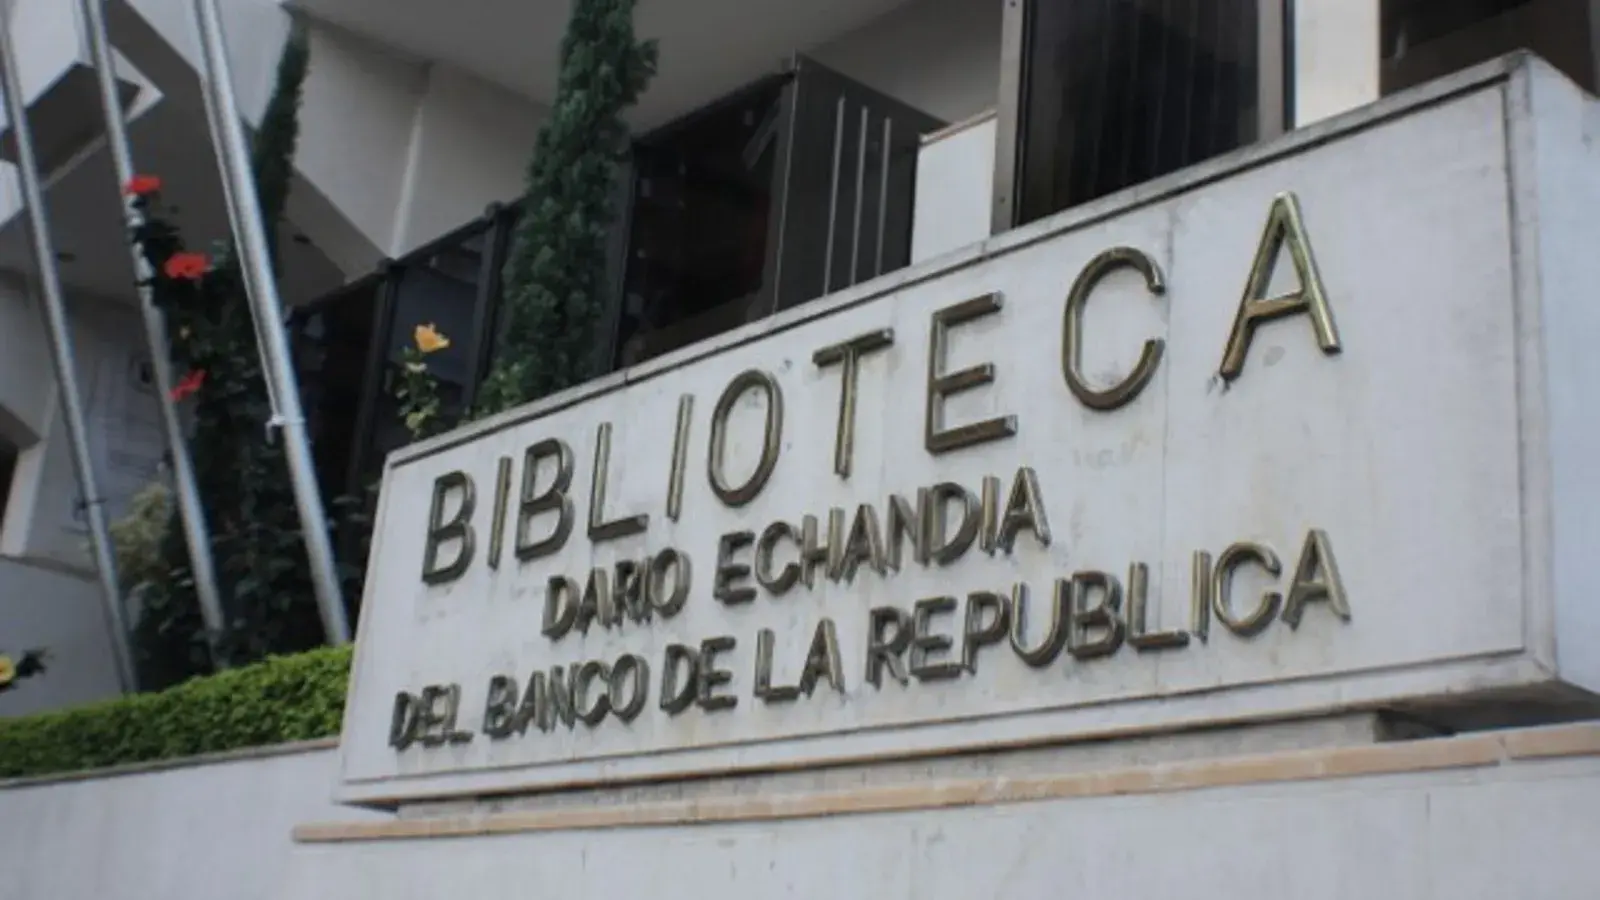 BIBLIOTECA
DARIO ECHANDIA
DEL BANCO DE LA REPUBLICA